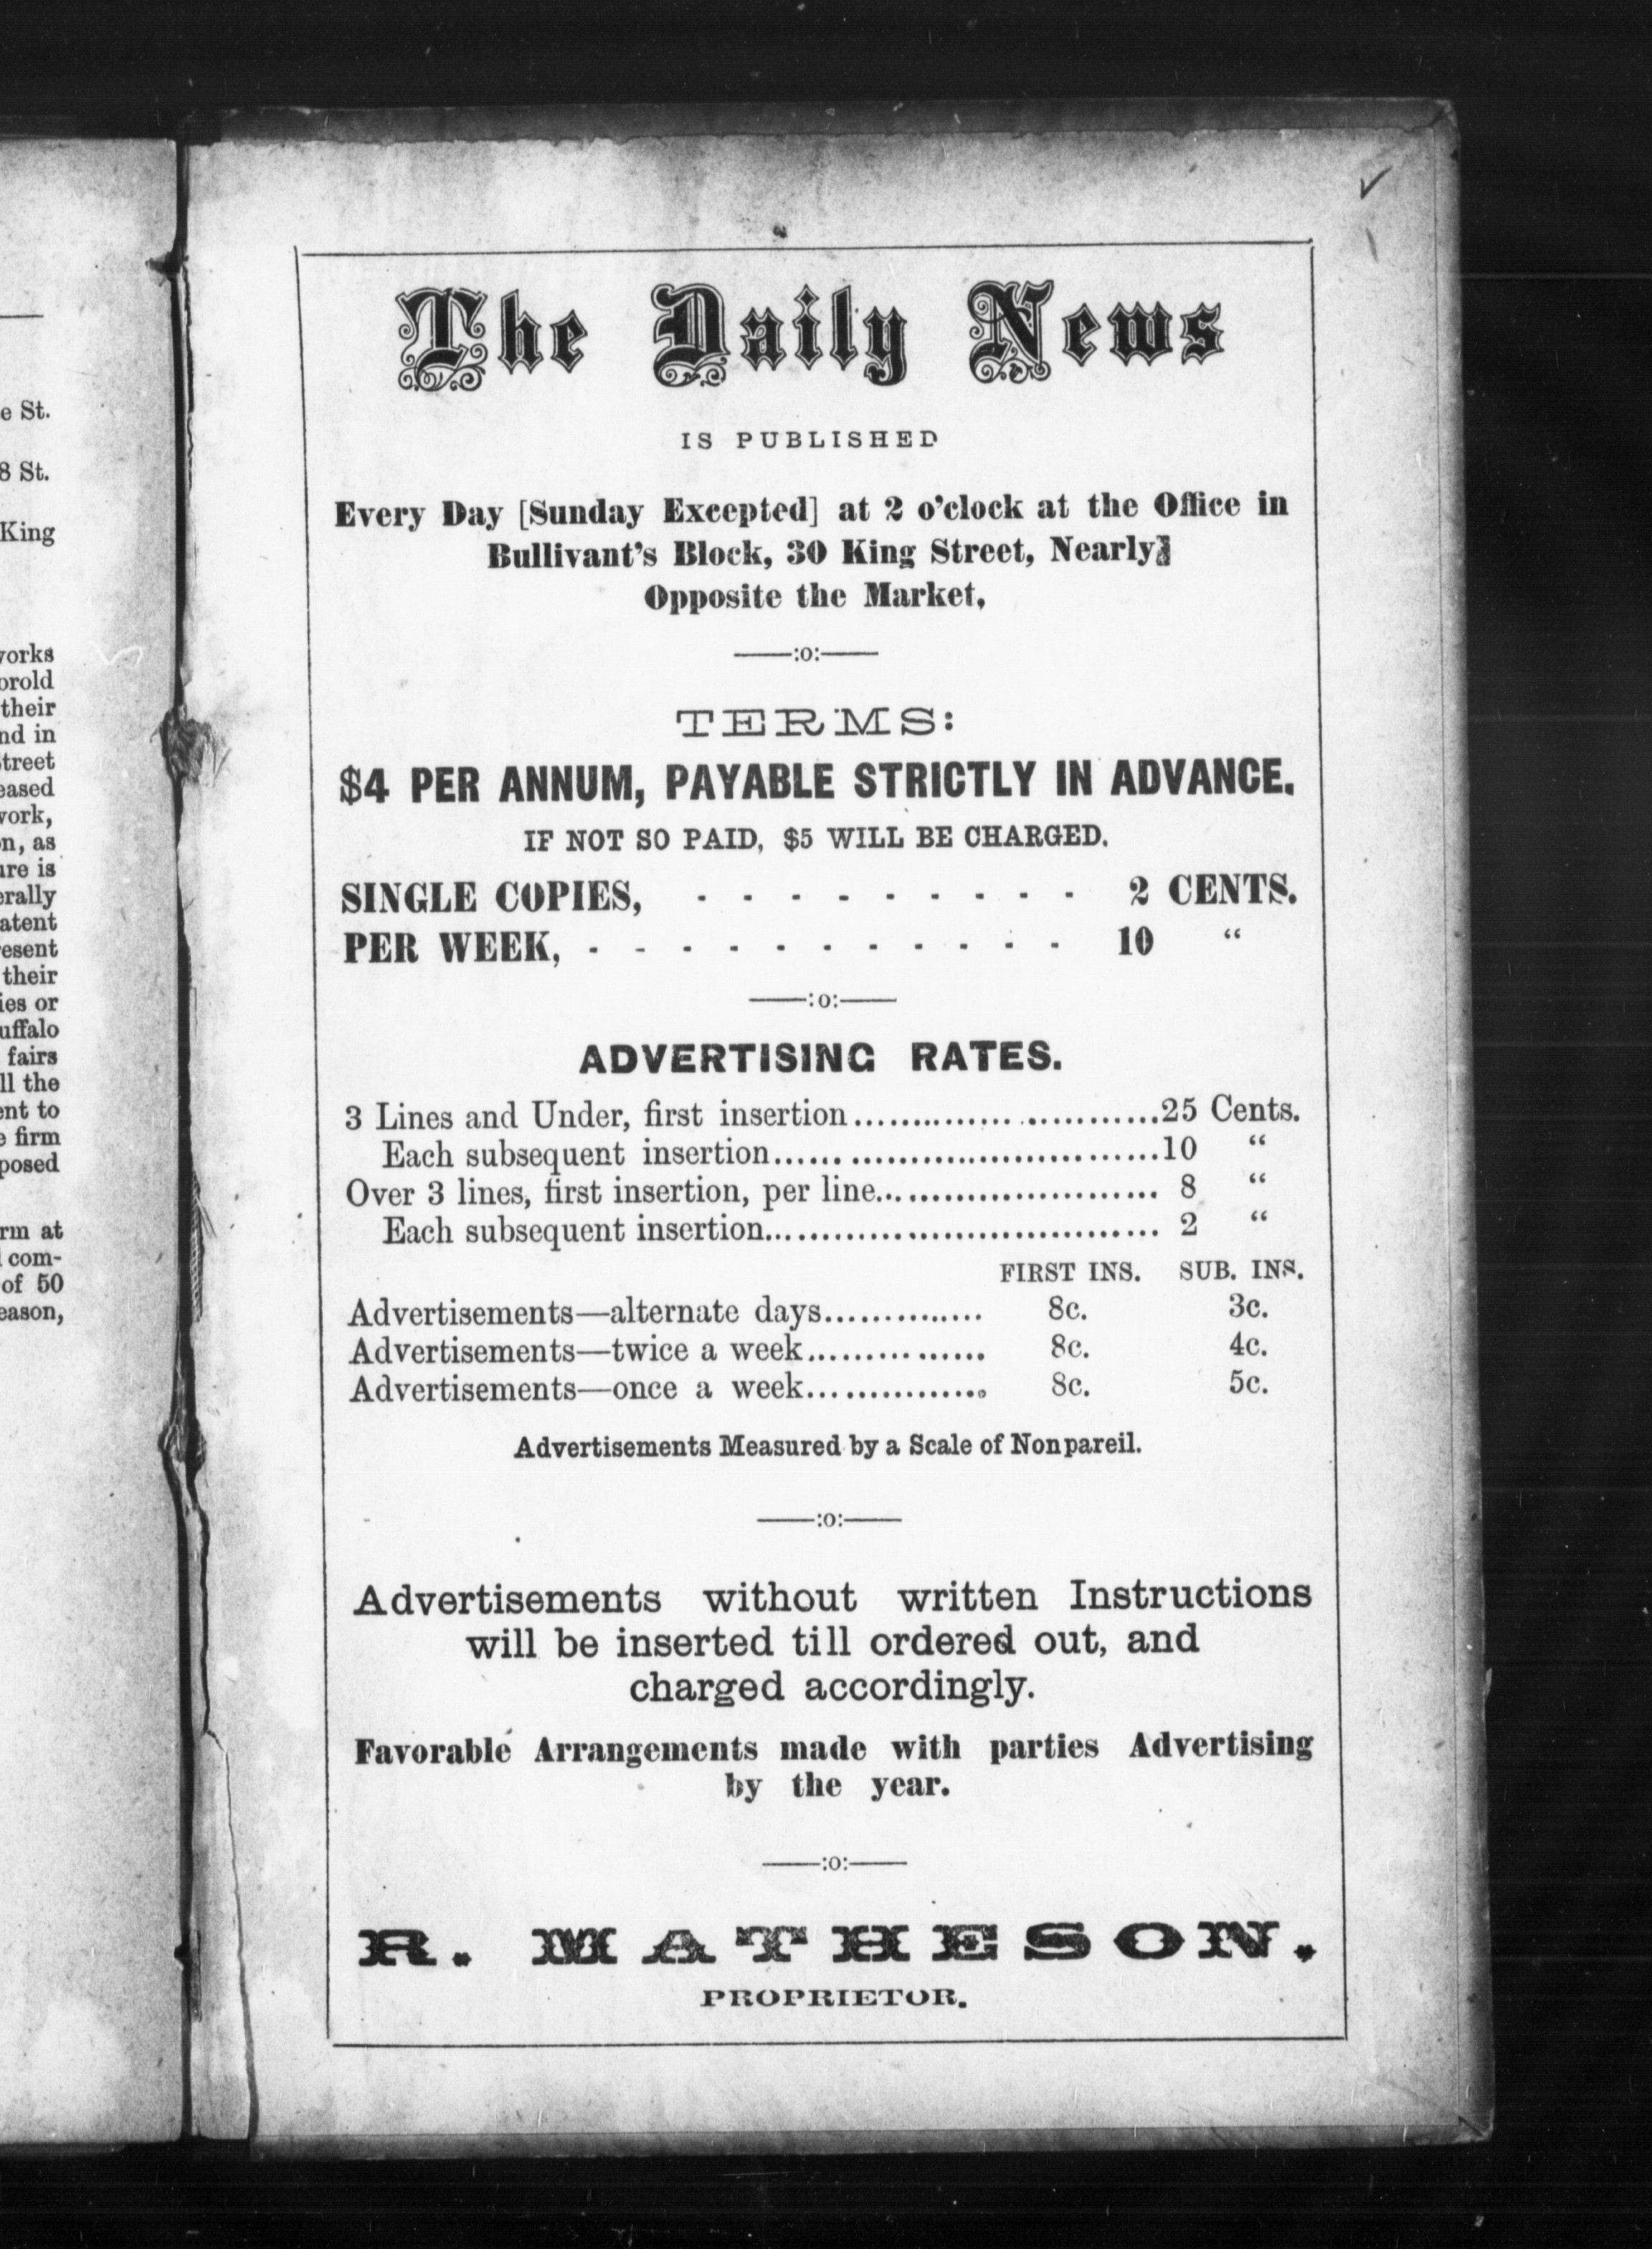 e St.
8 St.
King
works
orold
their
nd in
Street
eased
work,
n, as
ure is
erally
atent
resent
their
ies or
uffalo
fairs
ll the
ent to
e firm
posed
rm at
com-
of 50
eason,
The Daily News
IS PUBLISHED
Every Day [Sunday Excepted] at 2 o'clock at the Office in
Bullivant's Block, 30 King Street, Nearly
Opposite the Market,
——:o:——
TERMS:
$4 PER ANNUM, PAYABLE STRICTLY IN ADVANCE.
IF NOT SO PAID, $5 WILL BE CHARGED.
SINGLE COPIES, - - - - - - - - - 2 CENTS.
PER WEEK, - - - - - - - - - - - 10 “
——:o:——
ADVERTISING RATES.
3 Lines and Under, first insertion..........................25 Cents.
Each subsequent insertion..................................10 “
Over 3 lines, first insertion, per line......................... 8 “
Each subsequent insertion................................... 2 “
FIRST INS. SUB. INS.
Advertisements—alternate days.............. 8c. 3c.
Advertisements—twice a week................ 8c. 4c.
Advertisements—once a week................ 8c. 5c.
Advertisements Measured by a Scale of Nonpareil.
——:o:——
Advertisements without written Instructions
will be inserted till ordered out, and
charged accordingly.
Favorable Arrangements made with parties Advertising
by the year.
——:o:——
R. MATHESON.
PROPRIETOR.